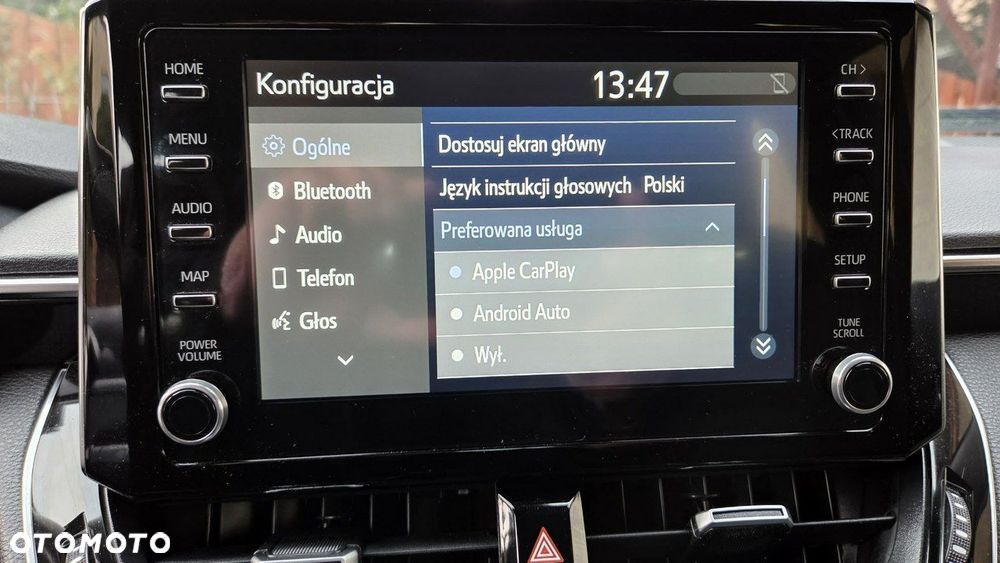 HOME
MENU
AUDIO
MAP
POWER
VOLUME
Konfiguracja
13:47
Ogólne
Bluetooth
Audio
Telefon
Głos
Dostosuj ekran główny
Język instrukcji głosowych Polski
Preferowana usługa
Apple CarPlay
Android Auto
Wył.
CH >
< TRACK
PHONE
SETUP
TUNE
SCROLL
OTOMOTO